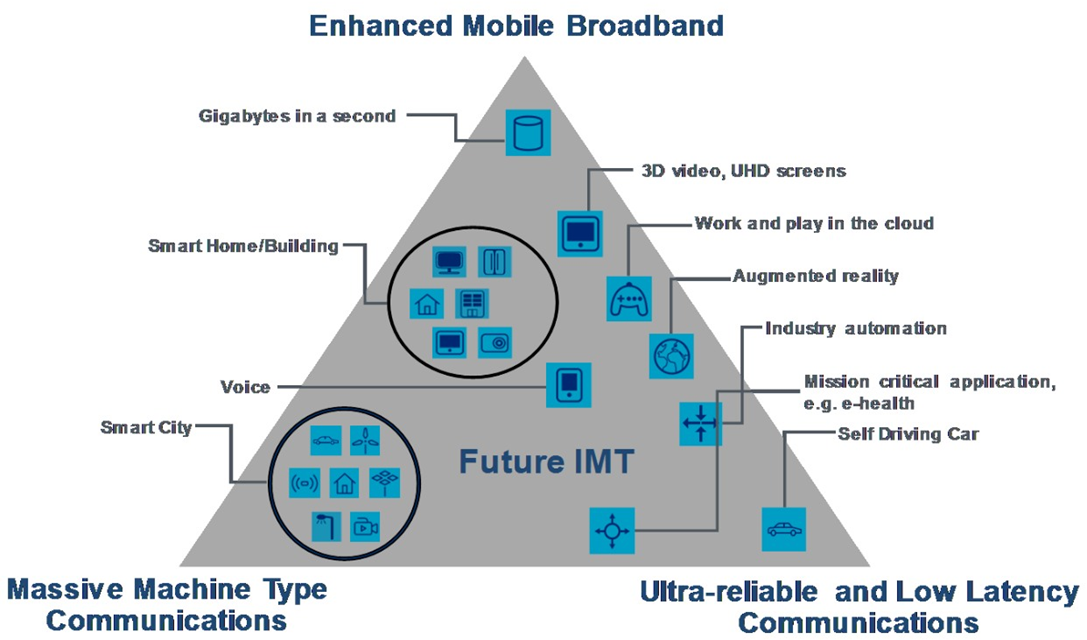 Enhanced Mobile Broadband
Gigabytes in a second
3D video, UHD screens
Work and play in the cloud
Smart Home/Building
Augmented reality
Industry automation
Mission critical application,
e.g. e-health
Voice
Smart City
Self Driving Car
Future IMT
Massive Machine Type
Communications
Ultra-reliable and Low Latency
Communications